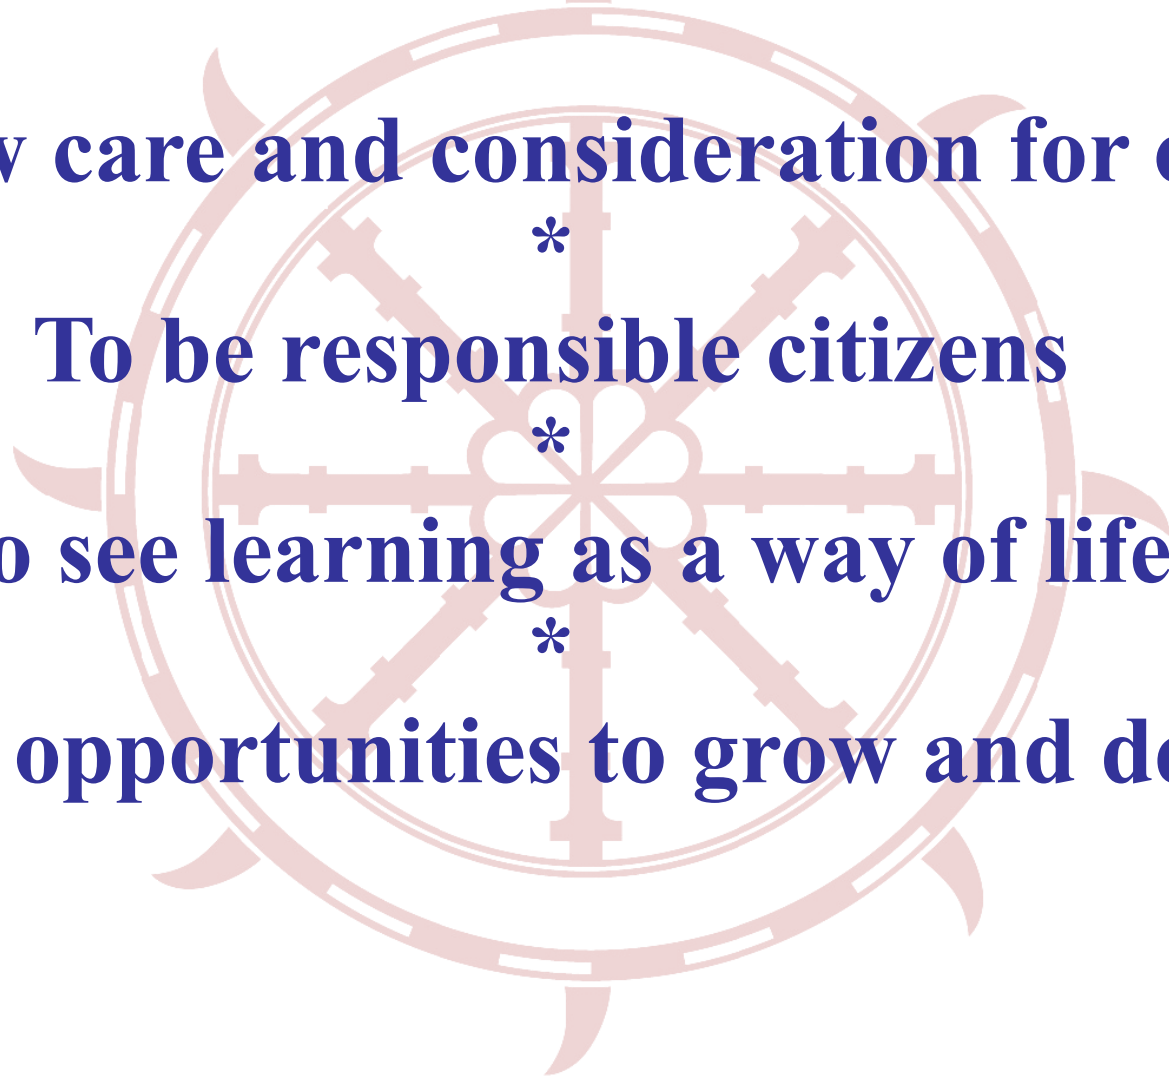 care and consideration for
*
To be responsible citizens
*
see learning as a way of life
*
opportunities to grow and